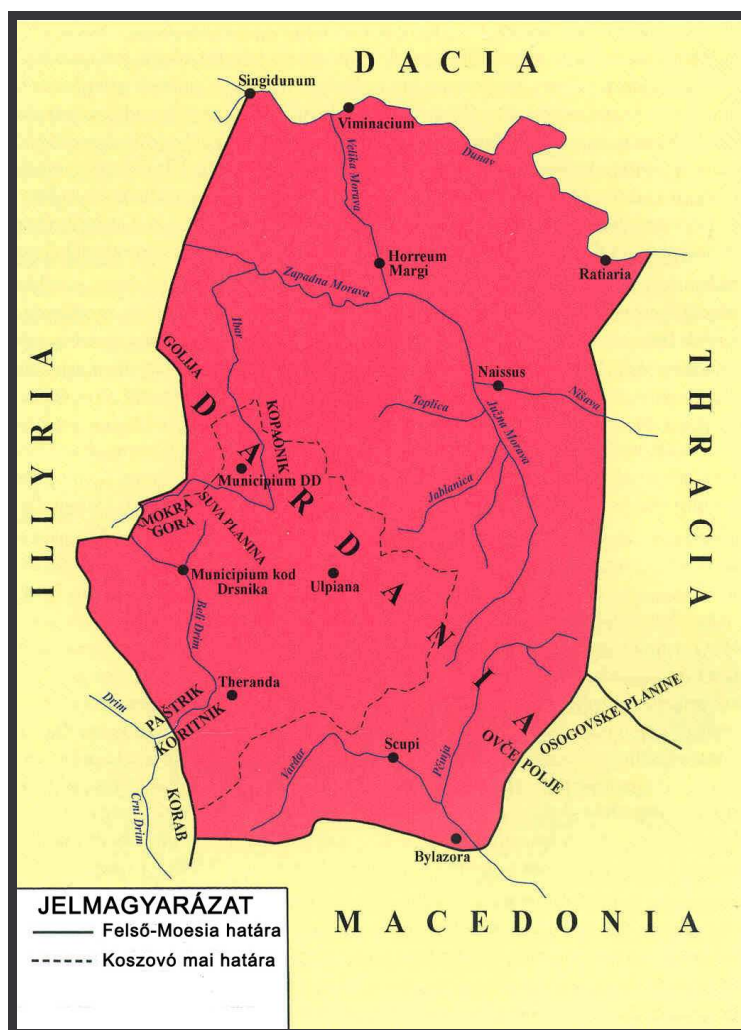 DACIA
Singidunum
Viminacium
Velika Morava
Dunav
Horreum
Margi
Ratiaria
Zapadna Morava
Ibar
GOLIJA
ILLYRIA
THRACIA
DARDANIA
Naissus
Nišava
Toplica
Južna Morava
KOPAONIK
Municipium DD
Jablanica
MOKRA
GORA
SUVA PLANINA
Municipium kod
Drsnika
Ulpiana
Beli Drim
Theranda
Drim
PAŠTRIK
KORITNIK
OSOGOVSKE PLANINE
OVČE POLJE
Scupi
Vardar
Pčinja
Crni Drim
KORAB
Bylazora
MACEDONIA
JELMAGYARÁZAT
Felső-Moesia határa
Koszovó mai határa